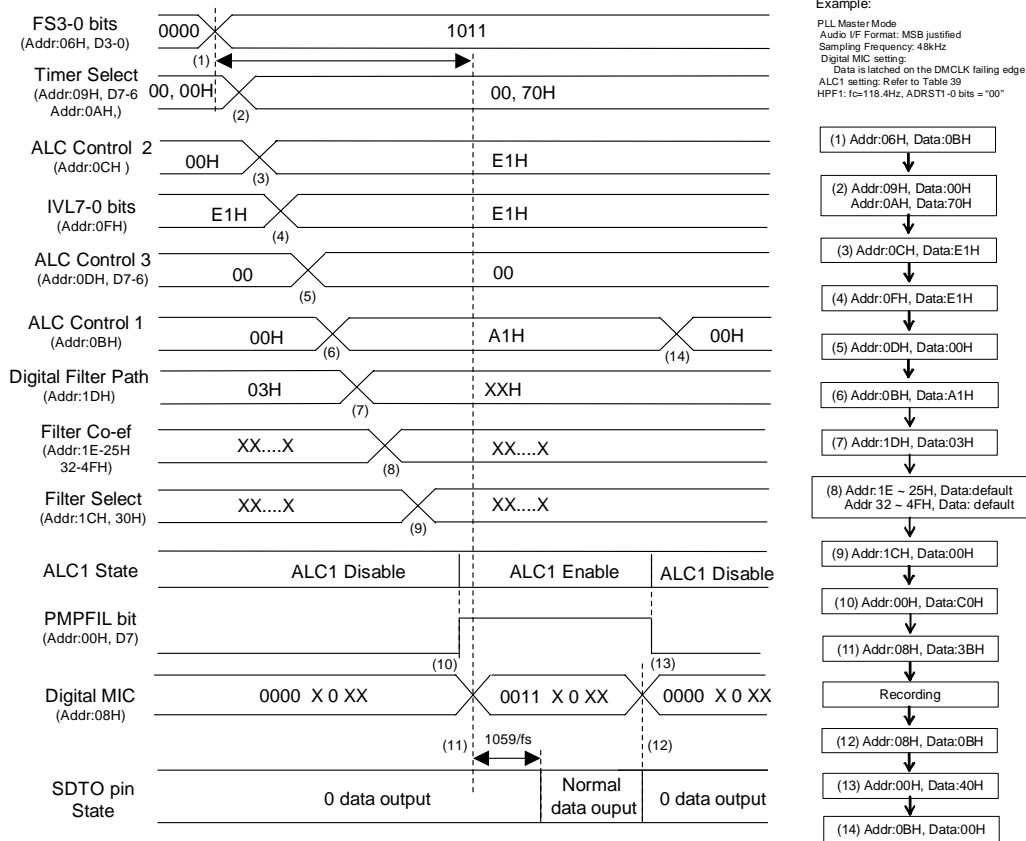 FS3-0 bits
(Addr:06H, D3-0)
0000
1011
(1)
Timer Select
(Addr:09H, D7-6
Addr:0AH,)
00, 00H
00, 70H
(2)
ALC Control 2
(Addr:0CH )
00H
E1H
(3)
IVL7-0 bits
(Addr:0FH)
E1H
E1H
(4)
ALC Control 3
(Addr:0DH, D7-6)
00
00
(5)
ALC Control 1
(Addr:0BH)
00H
A1H
00H
(6)
(14)
Digital Filter Path
(Addr:1DH)
03H
XXH
(7)
Filter Co-ef
(Addr:1E-25H
32-4FH)
XX....X
XX....X
(8)
Filter Select
(Addr:1CH, 30H)
XX....X
XX....X
(9)
ALC1 State
ALC1 Disable
ALC1 Enable
ALC1 Disable
PMPFIL bit
(Addr:00H, D7)
(10)
(13)
Digital MIC
(Addr:08H)
0000 X 0 XX
0011 X 0 XX
0000 X 0 XX
(11)
1059/fs
(12)
SDTO pin
State
0 data output
Normal
data ouput
0 data output
Example:
PLL Master Mode
Audio I/F Format: MSB justified
Sampling Frequency: 48kHz
Digital MIC setting:
Data is latched on the DMCLK failing edge
ALC1 setting: Refer to Table 39
HPF1: fc=118.4Hz, ADRST1-0 bits = “00”
(1) Addr:06H, Data:0BH
(2) Addr:09H, Data:00H
Addr:0AH, Data:70H
(3) Addr:0CH, Data:E1H
(4) Addr:0FH, Data:E1H
(5) Addr:0DH, Data:00H
(6) Addr:0BH, Data:A1H
(7) Addr:1DH, Data:03H
(8) Addr:1E ~ 25H, Data:default
Addr 32 ~ 4FH, Data: default
(9) Addr:1CH, Data:00H
(10) Addr:00H, Data:C0H
(11) Addr:08H, Data:3BH
Recording
(12) Addr:08H, Data:0BH
(13) Addr:00H, Data:40H
(14) Addr:0BH, Data:00H